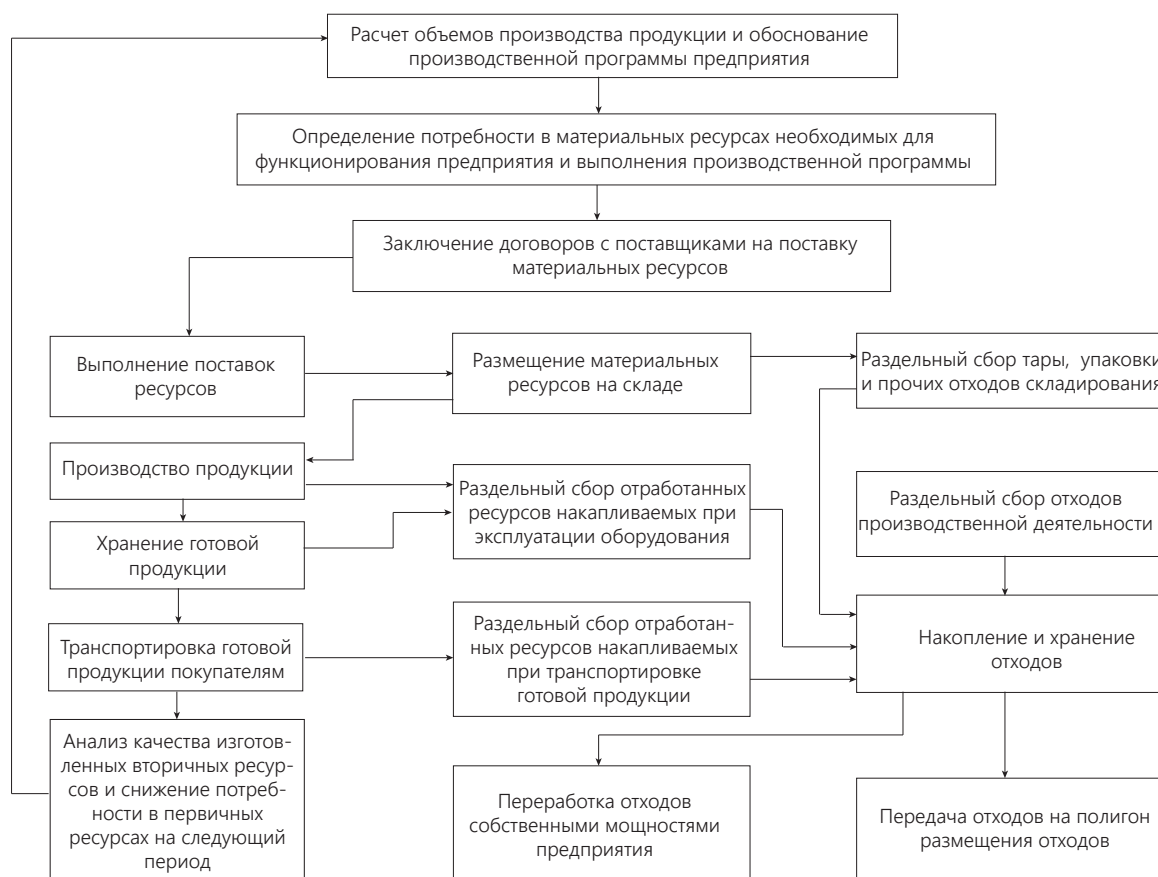 Расчет объемов производства продукции и обоснование
производственной программы предприятия
Определение потребности в материальных ресурсах необходимых для
функционирования предприятия и выполнения производственной программы
Заключение договоров с поставщиками на поставку
материальных ресурсов
Выполнение поставок
ресурсов
Размещение материальных
ресурсов на складе
Раздельный сбор тары, упаковки
и прочих отходов складирования
Производство продукции
Раздельный сбор отработанных
ресурсов накапливаемых при
эксплуатации оборудования
Раздельный сбор отходов
производственной деятельности
Хранение готовой
продукции
Транспортировка готовой
продукции покупателям
Раздельный сбор отработан-
ных ресурсов накапливаемых
при транспортировке
готовой продукции
Накопление и хранение
отходов
Анализ качества изготов-
ленных вторичных ресур-
сов и снижение потреб-
ности в первичных
ресурсах на следующий
период
Переработка отходов
собственными мощностями
предприятия
Передача отходов на полигон
размещения отходов